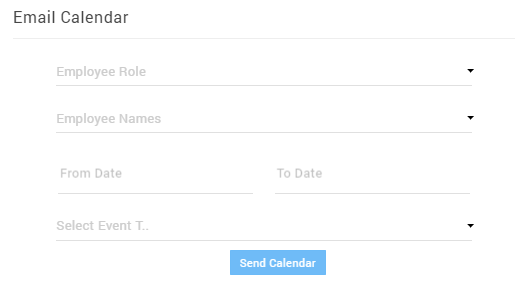 Email Calendar
Employee Role
Employee Names
From Date To Date
Select Event T..
Send Calendar